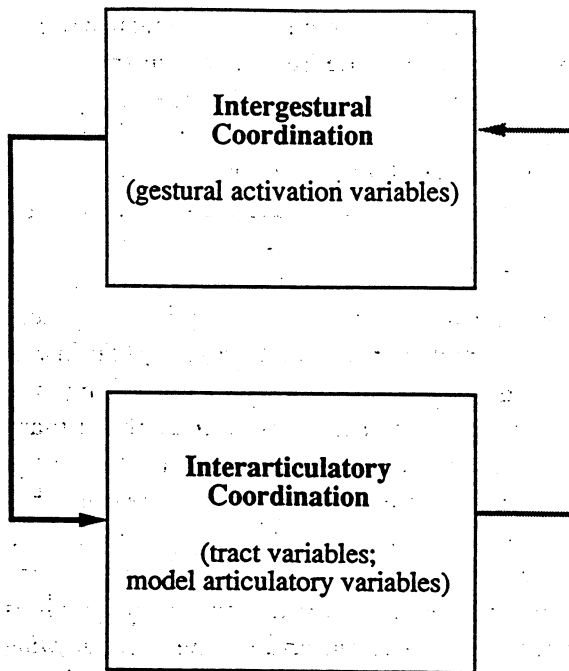 Intergestural
Coordination
(gestural activation variables)
Interarticulatory
Coordination
(tract variables;
model articulatory variables)